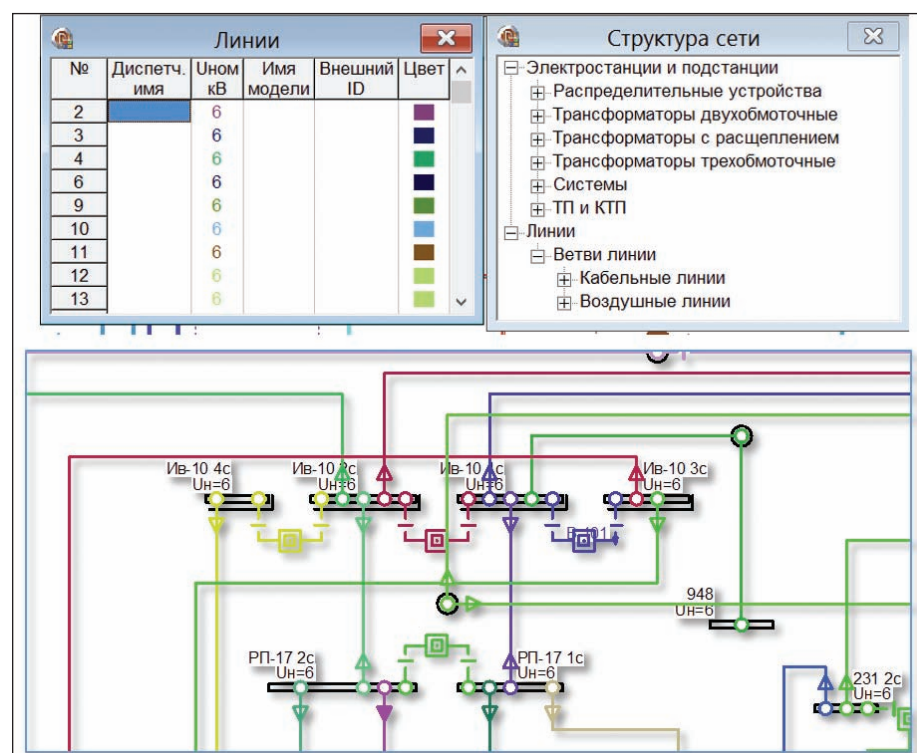 Линии
№ Диспетч. имя Uном кВ Имя модели Внешний ID Цвет
2 6
3 6
4 6
6 6
9 6
10 6
11 6
12 6
13 6
Структура сети
Электростанции и подстанции
Распределительные устройства
Трансформаторы двухобмоточные
Трансформаторы с расщеплением
Трансформаторы трехобмоточные
Системы
ТП и КТП
Линии
Ветви линии
Кабельные линии
Воздушные линии
Ив-10 4с
Uн=6
Ив-10 2с
Uн=6
Ив-10 1с
Uн=6
Ив-10 3с
Uн=6
948
Uн=6
РП-17 2с
Uн=6
РП-17 1с
Uн=6
231 2с
Uн=6